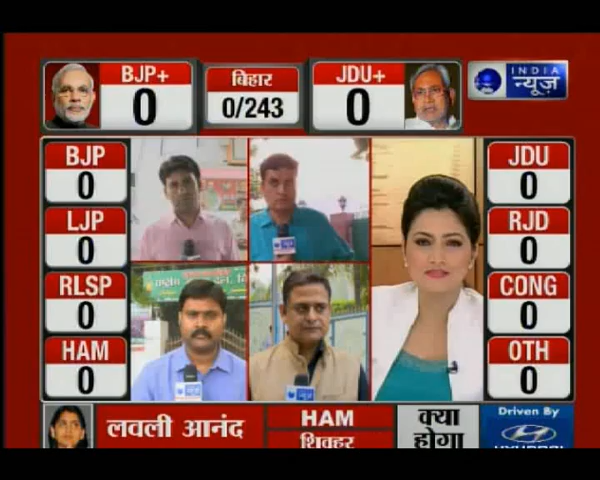 BJP+
0
बिहार
0/243
JDU+
0
INDIA
न्यूज़
BJP
0
LJP
0
RLSP
0
HAM
0
JDU
0
RJD
0
CONG
0
OTH
0
राष्ट्रीय
लवली आनंद
HAM
शिवहर
क्या
होगा
Driven By
HYUNDAI